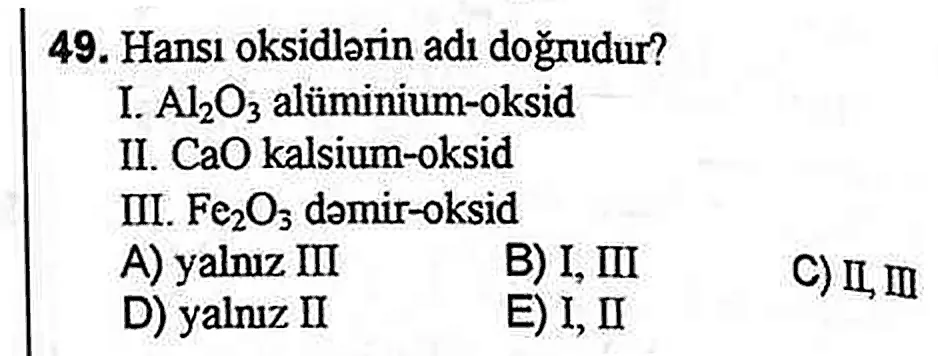 49. Hansı oksidlərin adı doğrudur?
I. Al₂O₃ alüminium-oksid
II. CaO kalsium-oksid
III. Fe₂O₃ dəmir-oksid
A) yalnız III B) I, III C) II, III
D) yalnız II E) I, II